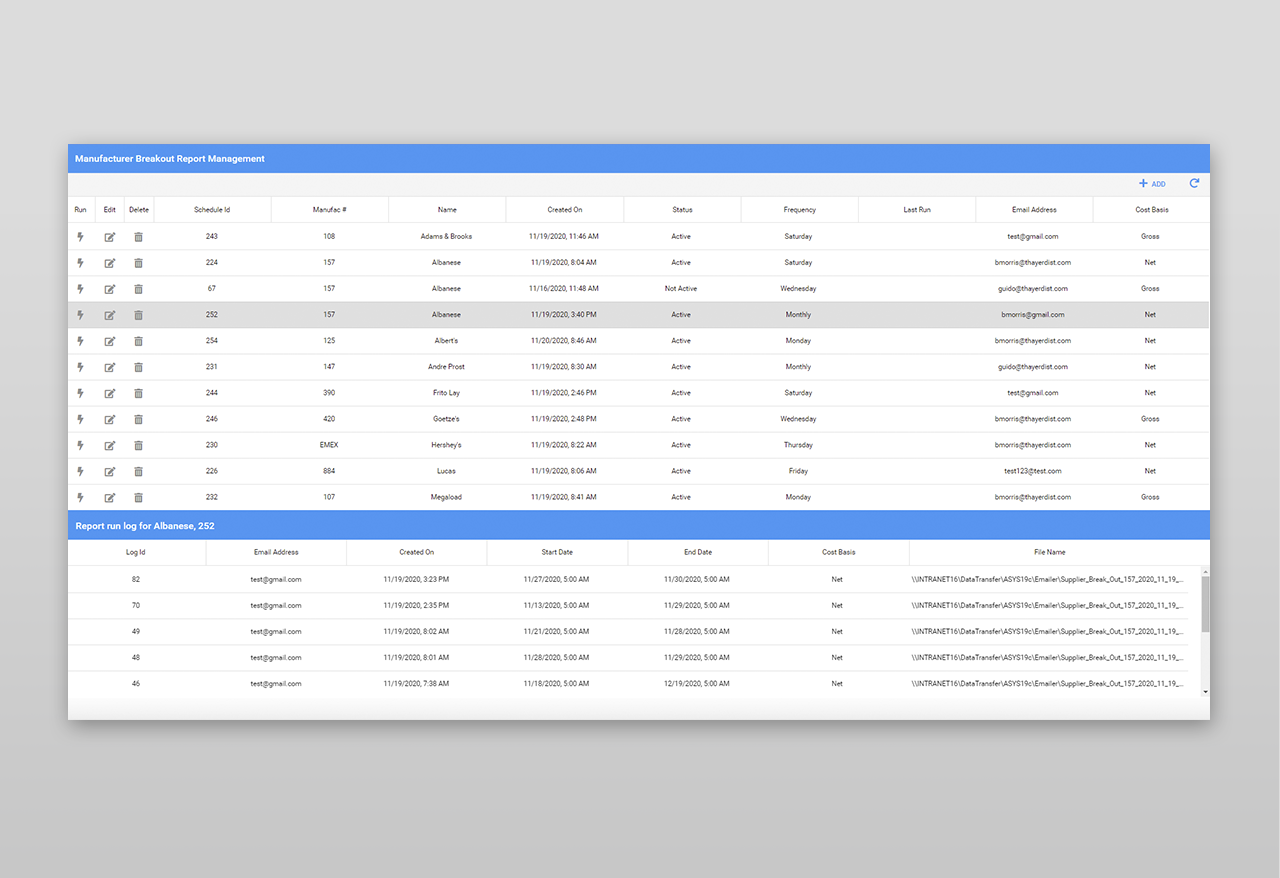 Manufacturer Breakout Report Management
ADD
Run Edit Delete Schedule Id Manufac # Name Created On Status Frequency Last Run Email Address Cost Basis
243 108 Adams & Brooks 11/19/2020, 11:46 AM Active Saturday test@gmail.com Gross
224 157 Albanese 11/19/2020, 8:04 AM Active Saturday bmorris@thayerdist.com Net
67 157 Albanese 11/16/2020, 11:48 AM Not Active Wednesday guido@thayerdist.com Gross
252 157 Albanese 11/19/2020, 3:40 PM Active Monthly bmorris@gmail.com Net
254 125 Albert's 11/20/2020, 8:46 AM Active Monday bmorris@thayerdist.com Net
231 147 Andre Prost 11/19/2020, 8:30 AM Active Monthly guido@thayerdist.com Net
244 390 Frito Lay 11/19/2020, 2:46 PM Active Saturday test@gmail.com Net
246 420 Goetze's 11/19/2020, 2:48 PM Active Wednesday bmorris@thayerdist.com Gross
230 EMEX Hershey's 11/19/2020, 8:22 AM Active Thursday bmorris@thayerdist.com Net
226 884 Lucas 11/19/2020, 8:06 AM Active Friday test123@test.com Net
232 107 Megaload 11/19/2020, 8:41 AM Active Monday bmorris@thayerdist.com Gross
Report run log for Albanese, 252
Log Id Email Address Created On Start Date End Date Cost Basis File Name
82 test@gmail.com 11/19/2020, 3:23 PM 11/27/2020, 5:00 AM 11/30/2020, 5:00 AM Net \\INTRANET16\DataTransfer\ASYS19c\Emailer\Supplier_Break_Out_157_2020_11_19_...
70 test@gmail.com 11/19/2020, 2:35 PM 11/13/2020, 5:00 AM 11/29/2020, 5:00 AM Net \\INTRANET16\DataTransfer\ASYS19c\Emailer\Supplier_Break_Out_157_2020_11_19_...
49 test@gmail.com 11/19/2020, 8:02 AM 11/21/2020, 5:00 AM 11/28/2020, 5:00 AM Net \\INTRANET16\DataTransfer\ASYS19c\Emailer\Supplier_Break_Out_157_2020_11_19_...
48 test@gmail.com 11/19/2020, 8:01 AM 11/28/2020, 5:00 AM 11/29/2020, 5:00 AM Net \\INTRANET16\DataTransfer\ASYS19c\Emailer\Supplier_Break_Out_157_2020_11_19_...
46 test@gmail.com 11/19/2020, 7:38 AM 11/18/2020, 5:00 AM 12/19/2020, 5:00 AM Net \\INTRANET16\DataTransfer\ASYS19c\Emailer\Supplier_Break_Out_157_2020_11_19_...